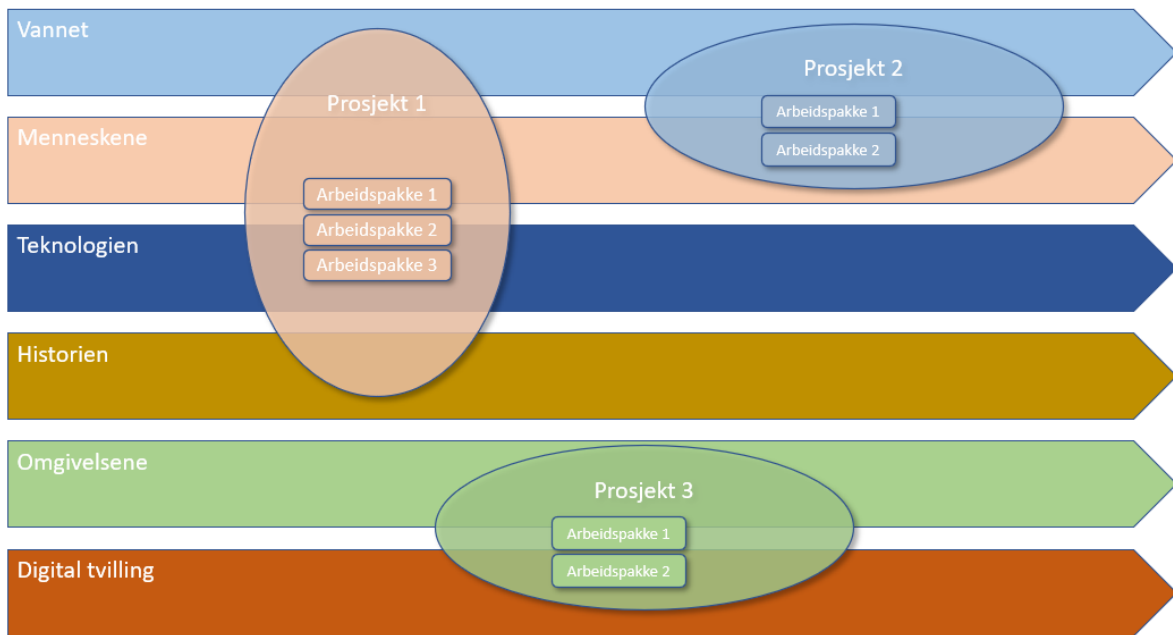 Vannet
Prosjekt 2
Prosjekt 1
Arbeidspakke 1
Menneskene
Arbeidspakke 2
Arbeidspakke 1
Arbeidspakke 2
Teknologien
Arbeidspakke 3
Historien
Omgivelsene
Prosjekt 3
Arbeidspakke 1
Digital tvilling
Arbeidspakke 2